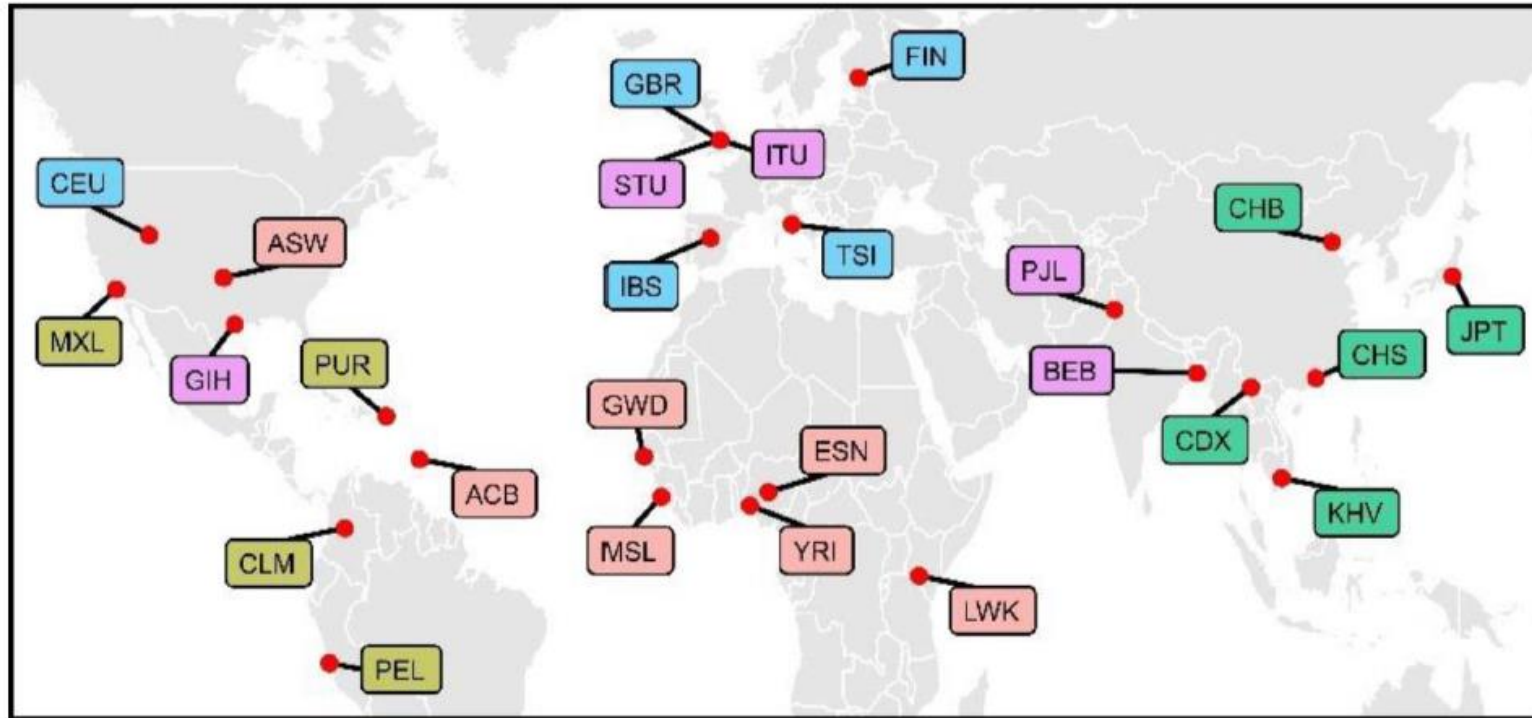 FIN
GBR
ITU
CEU
STU
CHB
ASW
TSI
PJL
IBS
MXL
JPT
PUR
CHS
GIH
BEB
GWD
CDX
ESN
ACB
KHV
MSL
YRI
CLM
LWK
PEL